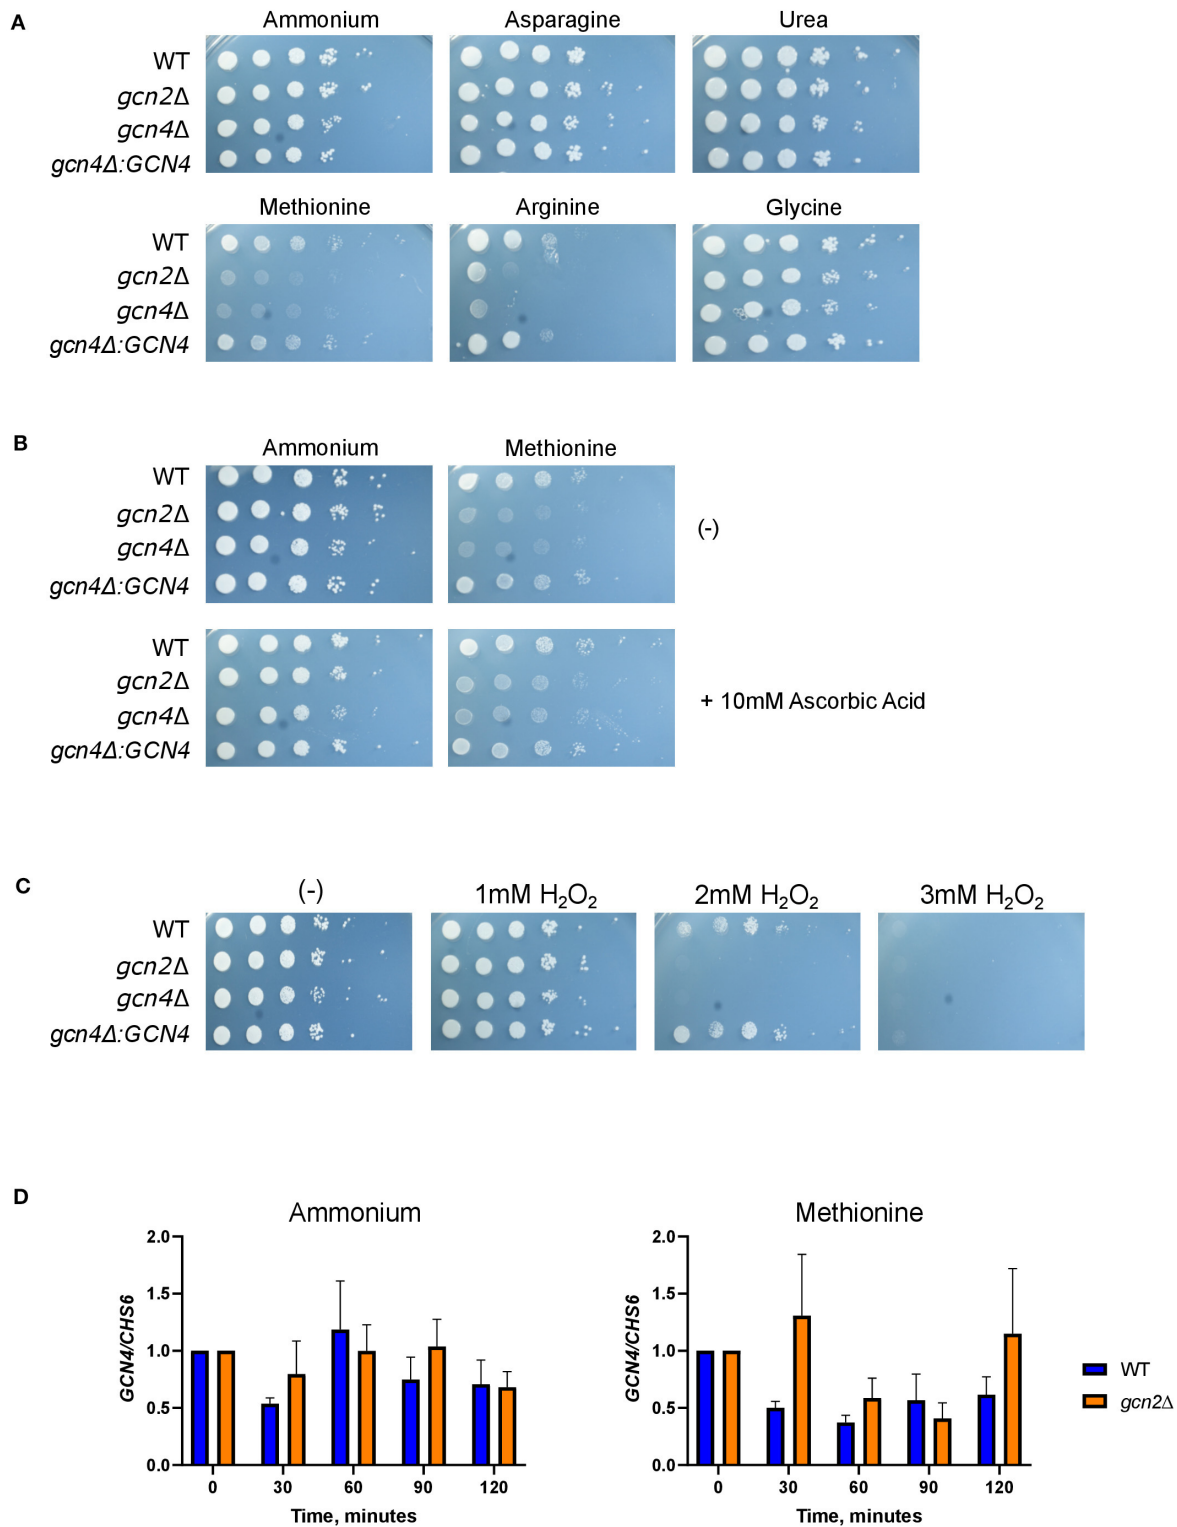 A
Ammonium
Asparagine
Urea
WT
gcn2Δ
gcn4Δ
gcn4Δ:GCN4
Methionine
Arginine
Glycine
WT
gcn2Δ
gcn4Δ
gcn4Δ:GCN4
B
Ammonium
Methionine
WT
gcn2Δ
gcn4Δ
gcn4Δ:GCN4
(-)
WT
gcn2Δ
gcn4Δ
gcn4Δ:GCN4
+ 10mM Ascorbic Acid
C
(-)
1mM H₂O₂
2mM H₂O₂
3mM H₂O₂
WT
gcn2Δ
gcn4Δ
gcn4Δ:GCN4
D
Ammonium
GCN4/CHS6
2.0
1.5
1.0
0.5
0.0
0 30 60 90 120
Time, minutes
Methionine
GCN4/CHS6
2.0
1.5
1.0
0.5
0.0
0 30 60 90 120
Time, minutes
WT
gcn2Δ